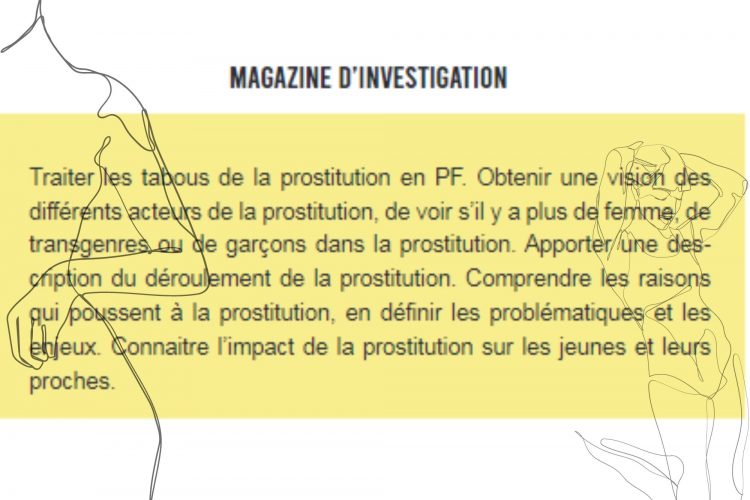 MAGAZINE D’INVESTIGATION
Traiter les tabous de la prostitution en PF. Obtenir une vision des
différents acteurs de la prostitution, de voir s’il y a plus de femme, de
transgenres ou de garçons dans la prostitution. Apporter une des-
cription du déroulement de la prostitution. Comprendre les raisons
qui poussent à la prostitution, en définir les problématiques et les
enjeux. Connaitre l’impact de la prostitution sur les jeunes et leurs
proches.